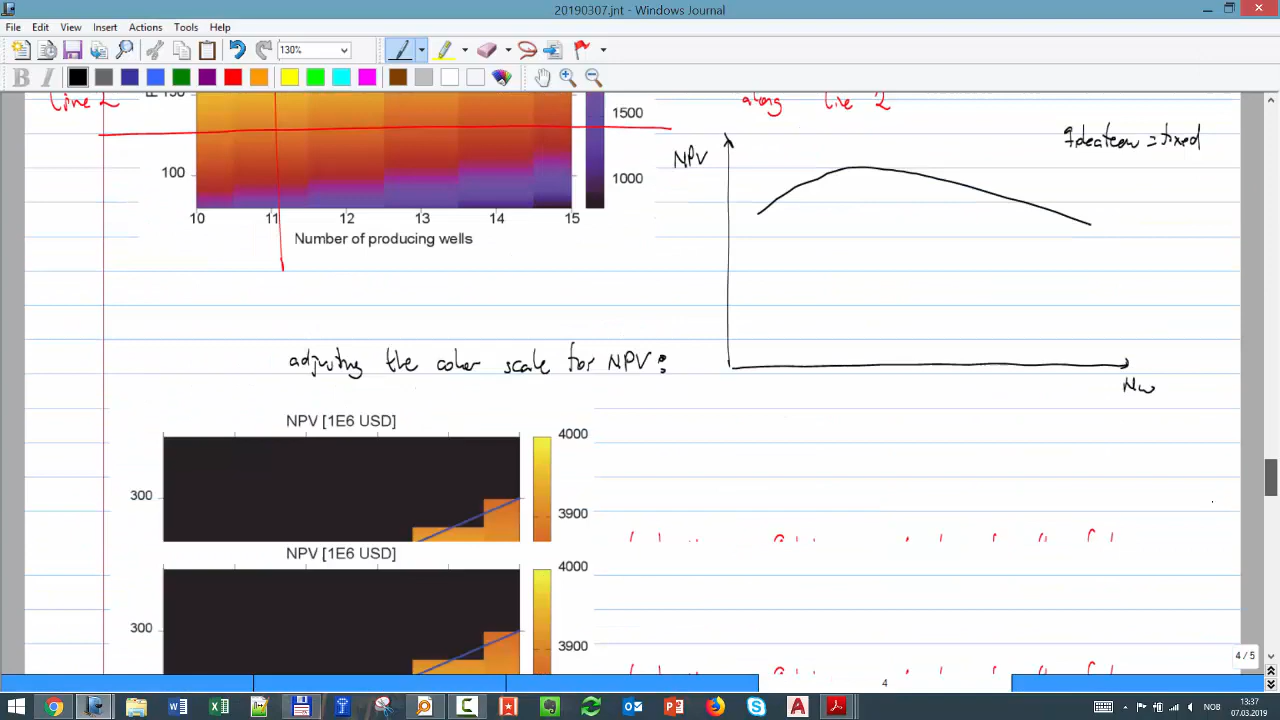 20190307.jnt - Windows Journal
File Edit View Insert Actions Tools Help
130%
B I
Line 2
along line 2
150
1500
100
1000
10 11 12 13 14 15
Number of producing wells
NPV
qplateau = fixed
Nw
adjusting the color scale for NPV:
NPV [1E6 USD]
4000
300
3900
NPV [1E6 USD]
4000
300
3900
4/5
4
NOB
13:37
07.03.2019